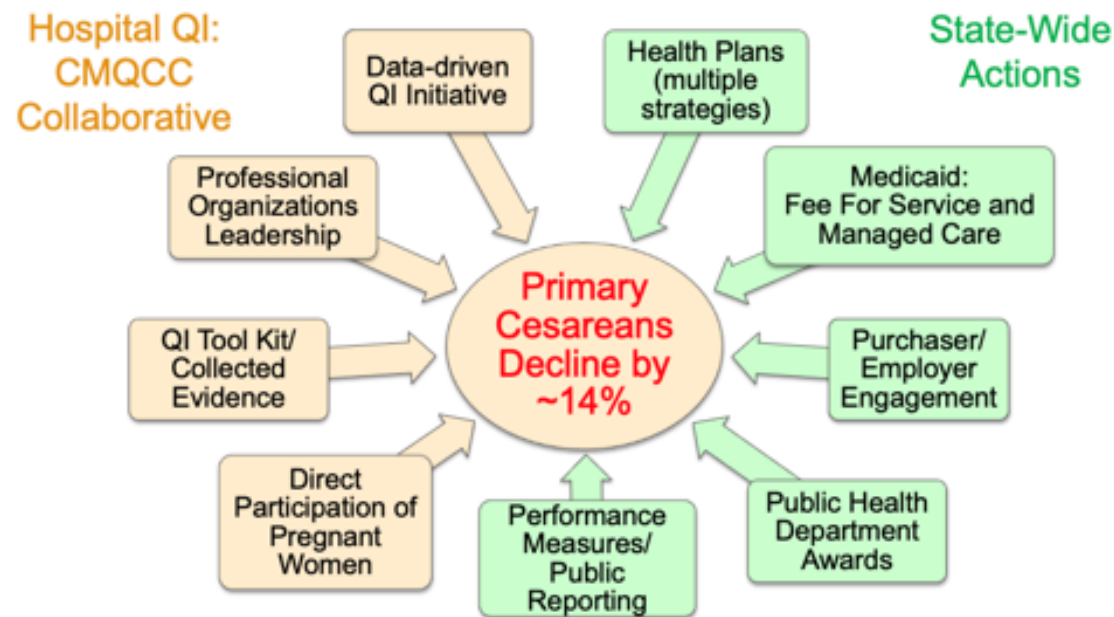 Hospital QI:
CMQCC
Collaborative
State-Wide
Actions
Data-driven
QI Initiative
Health Plans
(multiple
strategies)
Professional
Organizations
Leadership
Medicaid:
Fee For Service and
Managed Care
Primary
Cesareans
Decline by
~14%
QI Tool Kit/
Collected
Evidence
Purchaser/
Employer
Engagement
Direct
Participation of
Pregnant
Women
Performance
Measures/
Public
Reporting
Public Health
Department
Awards